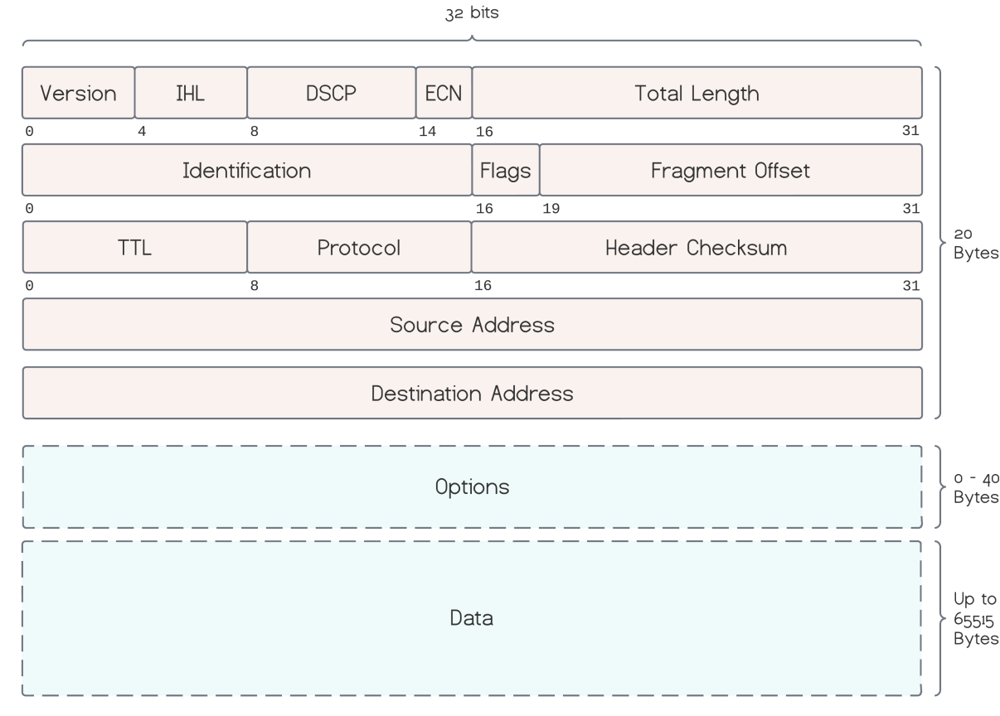 32 bits
Version IHL DSCP ECN Total Length
0 4 8 14 16 31
Identification Flags Fragment Offset
0 16 19 31
TTL Protocol Header Checksum
0 8 16 31
Source Address
Destination Address
20
Bytes
Options
0 - 40
Bytes
Data
Up to
65515
Bytes